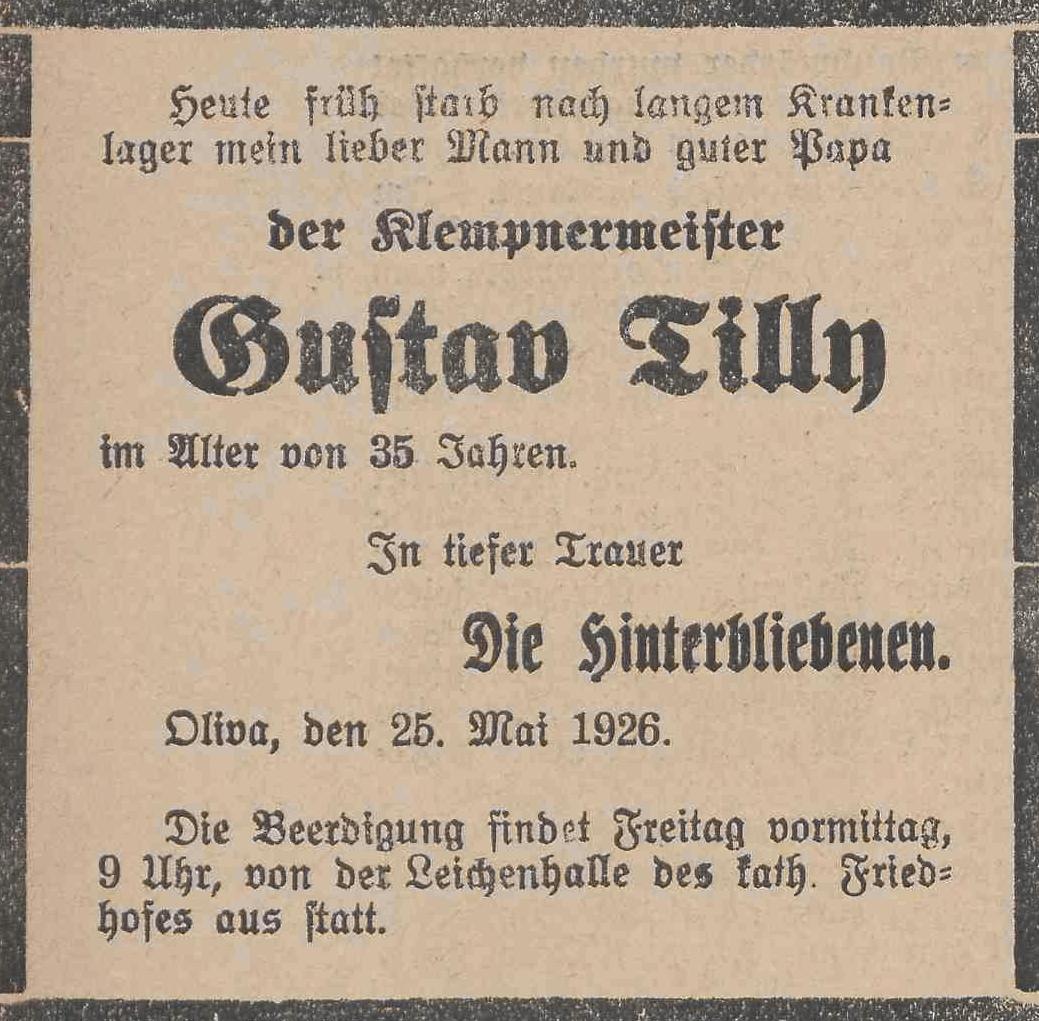 Heute früh starb nach langem Kranken-
lager mein lieber Mann und guter Papa
der Klempnermeister
Gustav Tilly
im Alter von 35 Jahren.
In tiefer Trauer
Die Hinterbliebenen.
Oliva, den 25. Mai 1926.
Die Beerdigung findet Freitag vormittag,
9 Uhr, von der Leichenhalle des kath. Fried-
hofes aus statt.